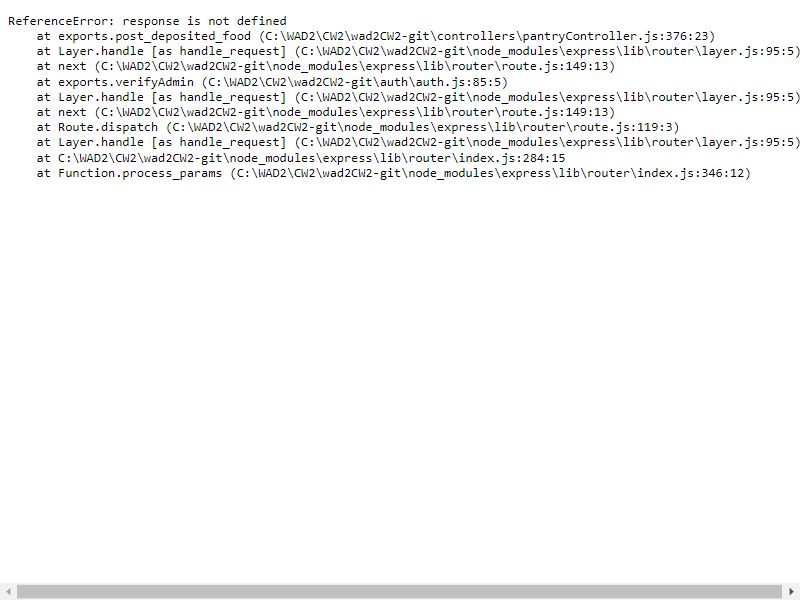 ReferenceError: response is not defined
at exports.post_deposited_food (C:\WAD2\CW2\wad2CW2-git\controllers\pantryController.js:376:23)
at Layer.handle [as handle_request] (C:\WAD2\CW2\wad2CW2-git\node_modules\express\lib\router\layer.js:95:5)
at next (C:\WAD2\CW2\wad2CW2-git\node_modules\express\lib\router\route.js:149:13)
at exports.verifyAdmin (C:\WAD2\CW2\wad2CW2-git\auth\auth.js:85:5)
at Layer.handle [as handle_request] (C:\WAD2\CW2\wad2CW2-git\node_modules\express\lib\router\layer.js:95:5)
at next (C:\WAD2\CW2\wad2CW2-git\node_modules\express\lib\router\route.js:149:13)
at Route.dispatch (C:\WAD2\CW2\wad2CW2-git\node_modules\express\lib\router\route.js:119:3)
at Layer.handle [as handle_request] (C:\WAD2\CW2\wad2CW2-git\node_modules\express\lib\router\layer.js:95:5)
at C:\WAD2\CW2\wad2CW2-git\node_modules\express\lib\router\index.js:284:15
at Function.process_params (C:\WAD2\CW2\wad2CW2-git\node_modules\express\lib\router\index.js:346:12)